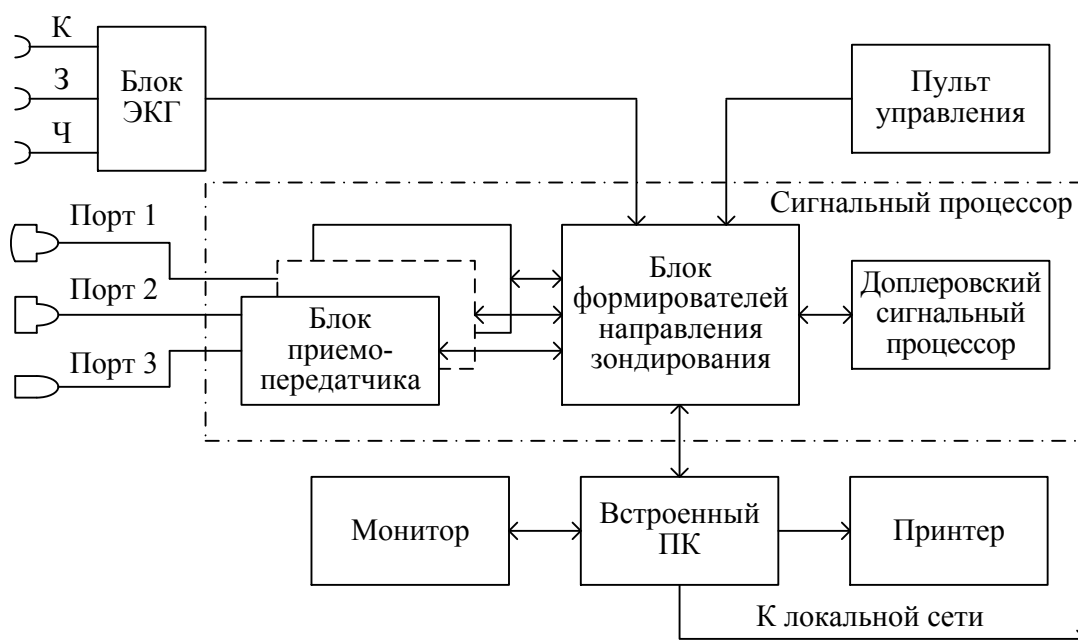 К
З
Ч
Блок
ЭКГ
Пульт
управления
Сигнальный процессор
Порт 1
Порт 2
Порт 3
Блок
приемо-
передатчика
Блок
формирователей
направления
зондирования
Доплеровский
сигнальный
процессор
Монитор
Встроенный
ПК
Принтер
К локальной сети